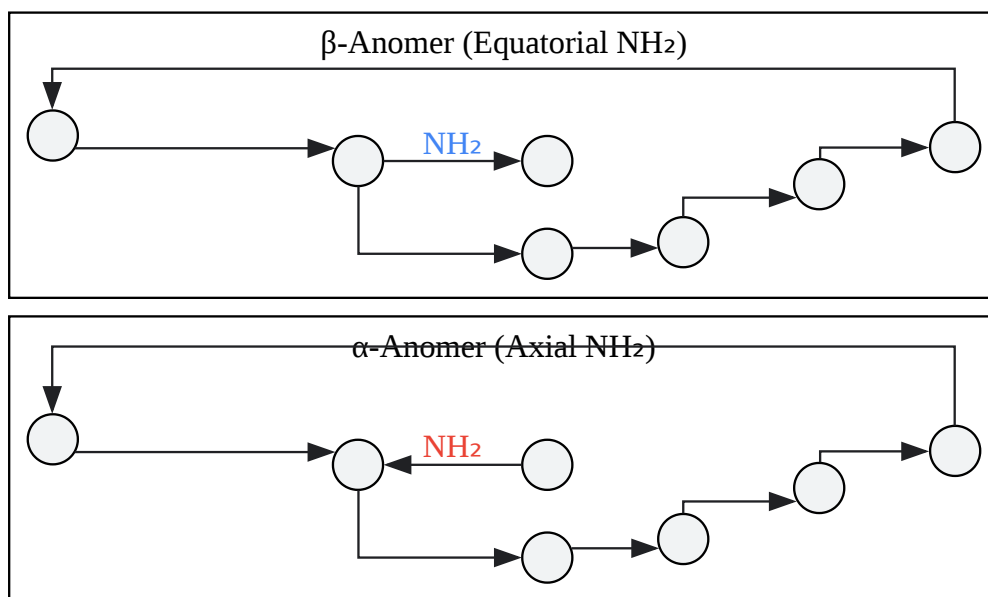 β-Anomer (Equatorial NH₂)
NH₂
α-Anomer (Axial NH₂)
NH₂